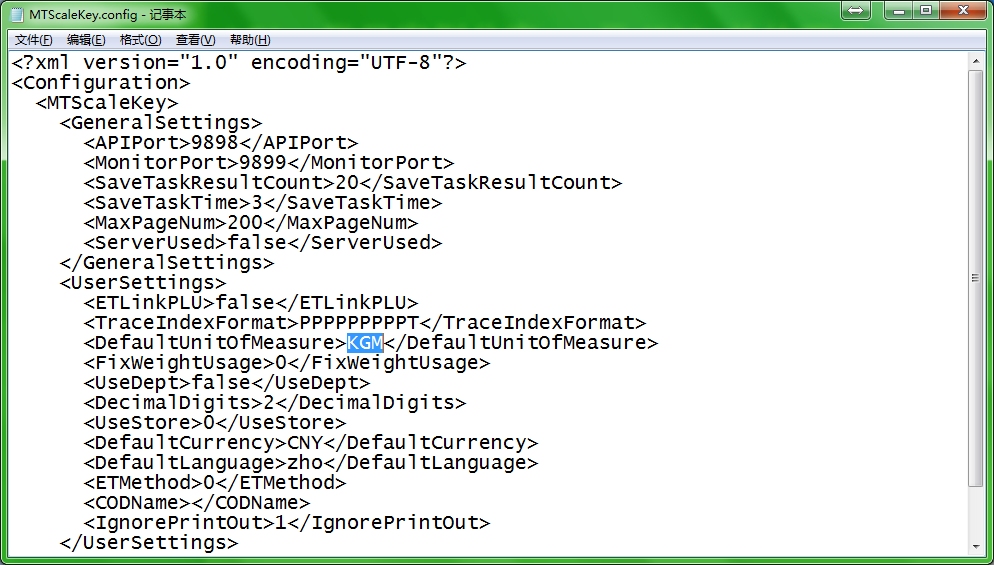 MTScaleKey.config - 记事本
文件(F) 编辑(E) 格式(O) 查看(V) 帮助(H)
<?xml version="1.0" encoding="UTF-8"?>
<Configuration>
<MTScaleKey>
<GeneralSettings>
<APIPort>9898</APIPort>
<MonitorPort>9899</MonitorPort>
<SaveTaskResultCount>20</SaveTaskResultCount>
<SaveTaskTime>3</SaveTaskTime>
<MaxPageNum>200</MaxPageNum>
<ServerUsed>false</ServerUsed>
</GeneralSettings>
<UserSettings>
<ETLinkPLU>false</ETLinkPLU>
<TraceIndexFormat>PPPPPPPPPT</TraceIndexFormat>
<DefaultUnitOfMeasure>KGM</DefaultUnitOfMeasure>
<FixWeightUsage>0</FixWeightUsage>
<UseDept>false</UseDept>
<DecimalDigits>2</DecimalDigits>
<UseStore>0</UseStore>
<DefaultCurrency>CNY</DefaultCurrency>
<DefaultLanguage>zho</DefaultLanguage>
<ETMethod>0</ETMethod>
<CODName></CODName>
<IgnorePrintOut>1</IgnorePrintOut>
</UserSettings>